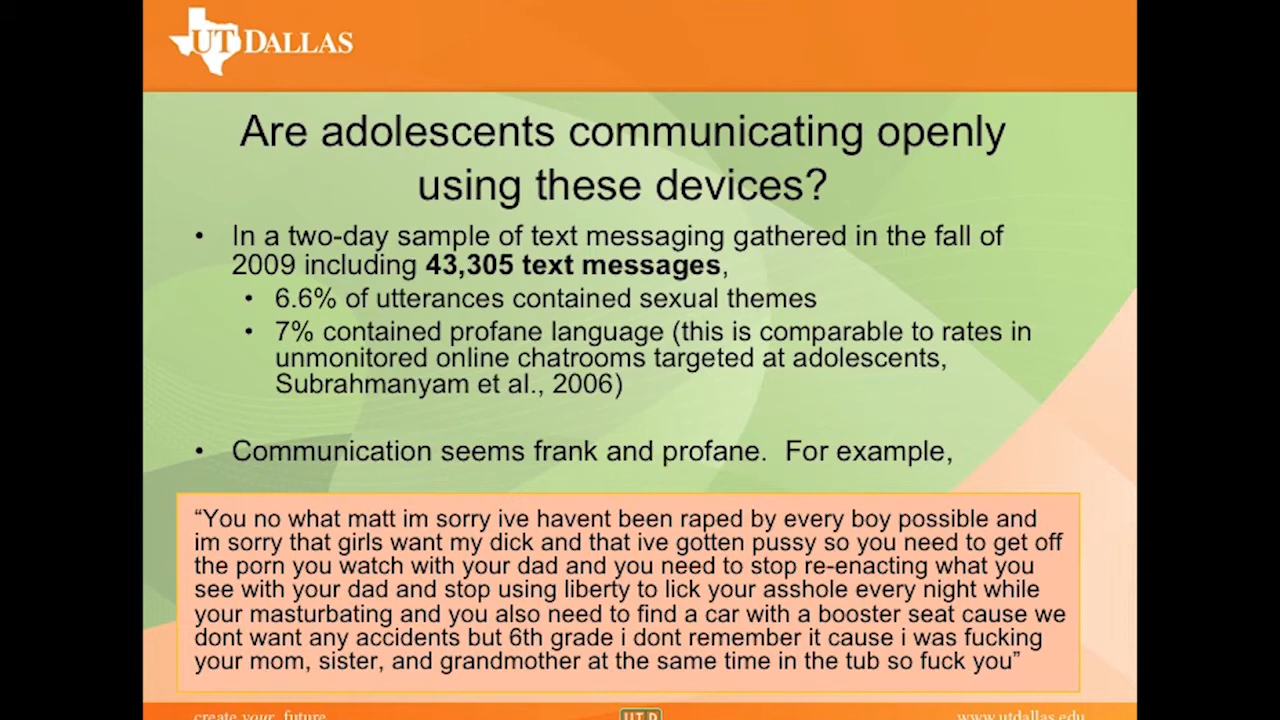 UT DALLAS
Are adolescents communicating openly
using these devices?
• In a two-day sample of text messaging gathered in the fall of
2009 including 43,305 text messages,
• 6.6% of utterances contained sexual themes
• 7% contained profane language (this is comparable to rates in
unmonitored online chatrooms targeted at adolescents,
Subrahmanyam et al., 2006)
• Communication seems frank and profane.  For example,
“You no what matt im sorry ive havent been raped by every boy possible and
im sorry that girls want my dick and that ive gotten pussy so you need to get off
the porn you watch with your dad and you need to stop re-enacting what you
see with your dad and stop using liberty to lick your asshole every night while
your masturbating and you also need to find a car with a booster seat cause we
dont want any accidents but 6th grade i dont remember it cause i was fucking
your mom, sister, and grandmother at the same time in the tub so fuck you”
create your future UTD www.utdallas.edu